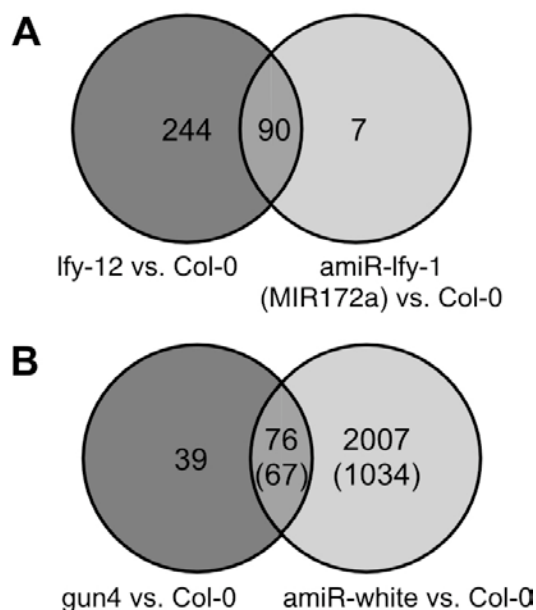 A
244 90 7
lfy-12 vs. Col-0
amiR-lfy-1
(MIR172a) vs. Col-0
B
39
76
(67)
2007
(1034)
gun4 vs. Col-0
amiR-white vs. Col-0